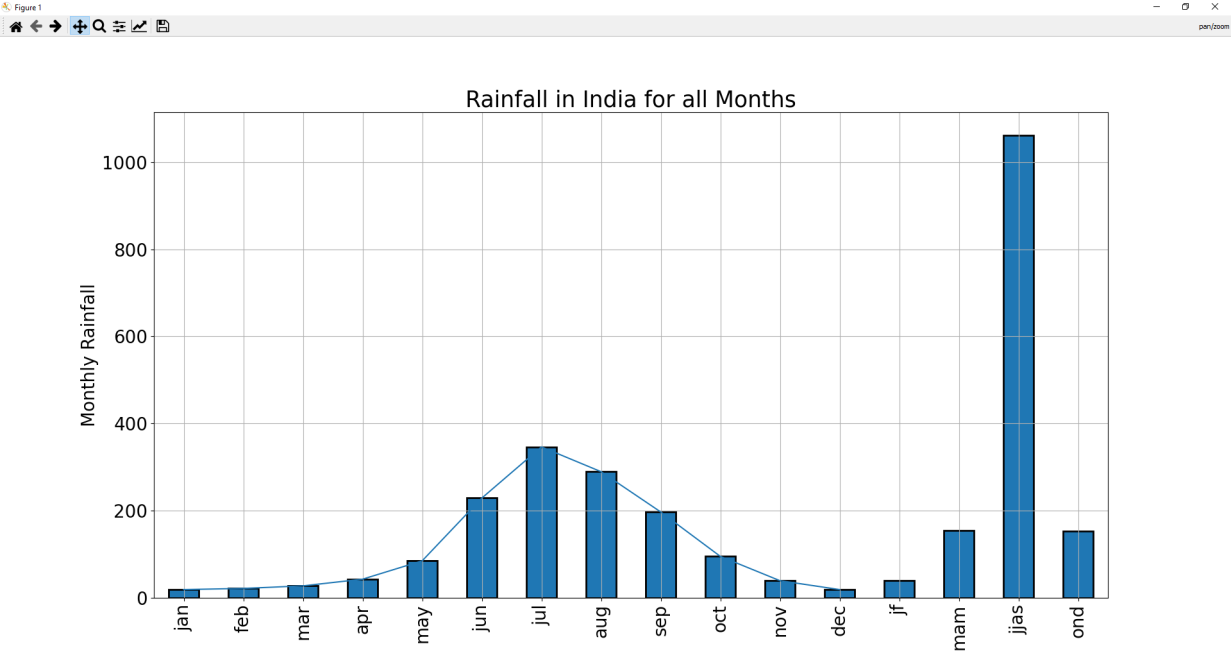 Figure 1
pan/zoom
Rainfall in India for all Months
Monthly Rainfall
1000
800
600
400
200
0
jan feb mar apr may jun jul aug sep oct nov dec jf mam jjas ond